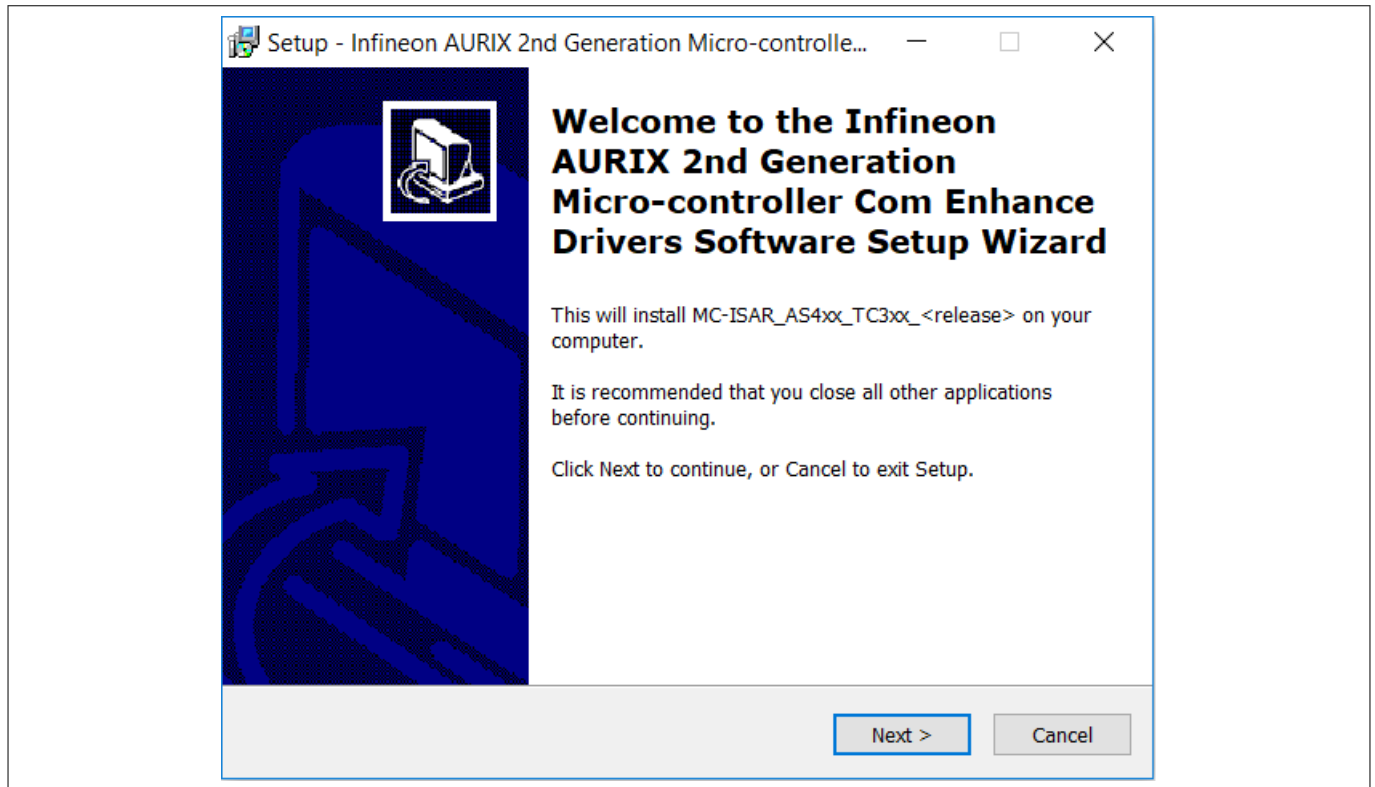 Setup - Infineon AURIX 2nd Generation Micro-controlle...
Welcome to the Infineon
AURIX 2nd Generation
Micro-controller Com Enhance
Drivers Software Setup Wizard
This will install MC-ISAR_AS4xx_TC3xx_<release> on your
computer.
It is recommended that you close all other applications
before continuing.
Click Next to continue, or Cancel to exit Setup.
Next >
Cancel